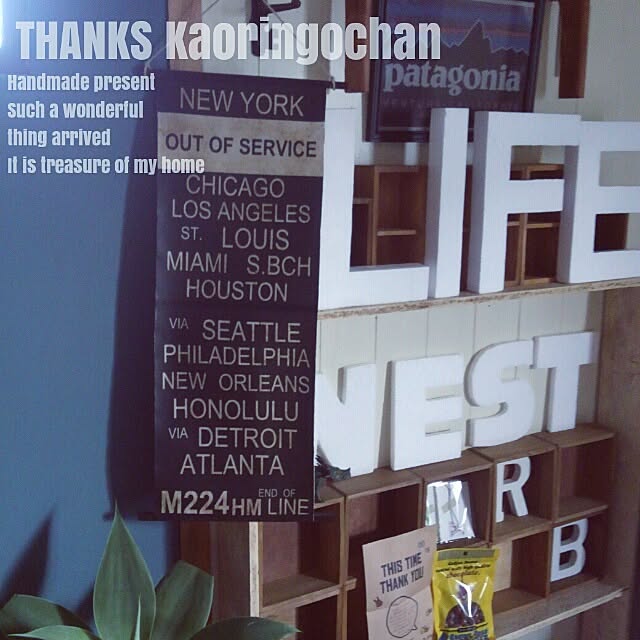 THANKS Kaoringochan
Handmade present
such a wonderful
thing arrived
It is treasure of my home
NEW YORK
OUT OF SERVICE
CHICAGO
LOS ANGELES
ST. LOUIS
MIAMI S.BCH
HOUSTON
VIA SEATTLE
PHILADELPHIA
NEW ORLEANS
HONOLULU
VIA DETROIT
ATLANTA
M224HM END OF LINE
patagonia
LIFE
NEST
R
B
THIS TIME
THANK YOU